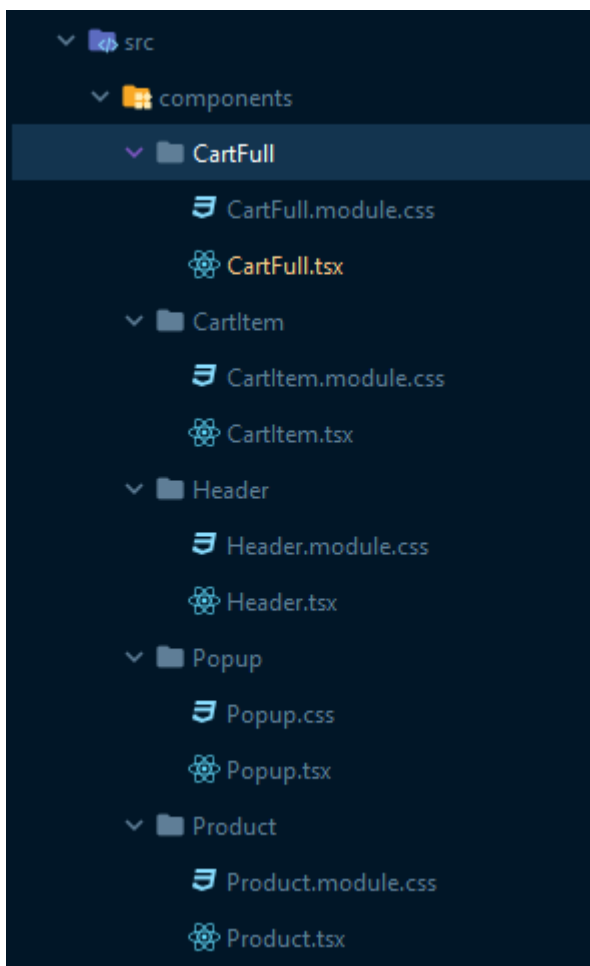 src
components
CartFull
CartFull.module.css
CartFull.tsx
CartItem
CartItem.module.css
CartItem.tsx
Header
Header.module.css
Header.tsx
Popup
Popup.css
Popup.tsx
Product
Product.module.css
Product.tsx